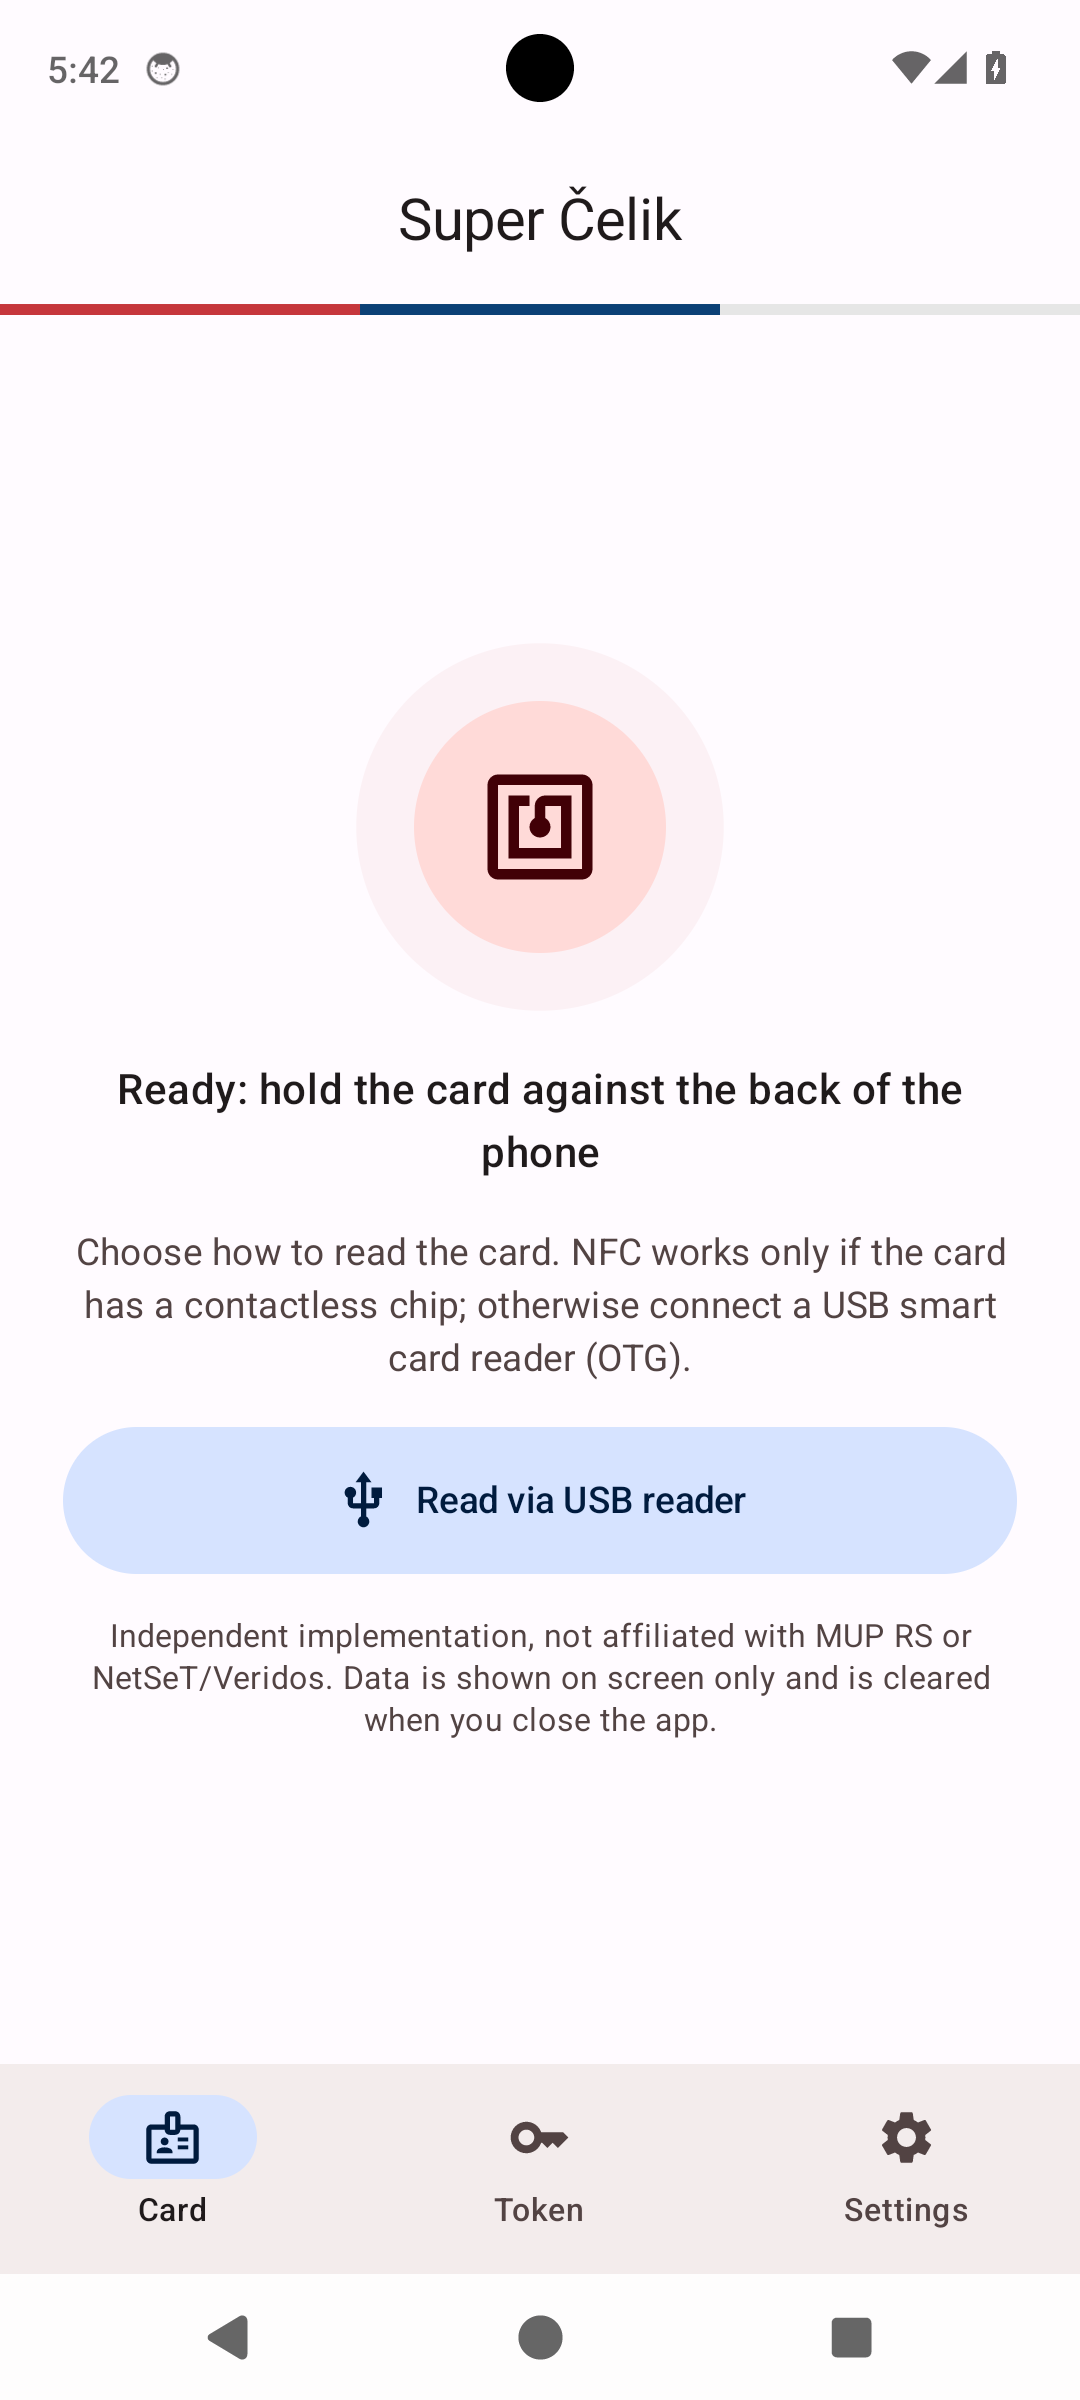 5:42
Super Čelik
Ready: hold the card against the back of the
phone
Choose how to read the card. NFC works only if the card
has a contactless chip; otherwise connect a USB smart
card reader (OTG).
Read via USB reader
Independent implementation, not affiliated with MUP RS or
NetSeT/Veridos. Data is shown on screen only and is cleared
when you close the app.
Card
Token
Settings